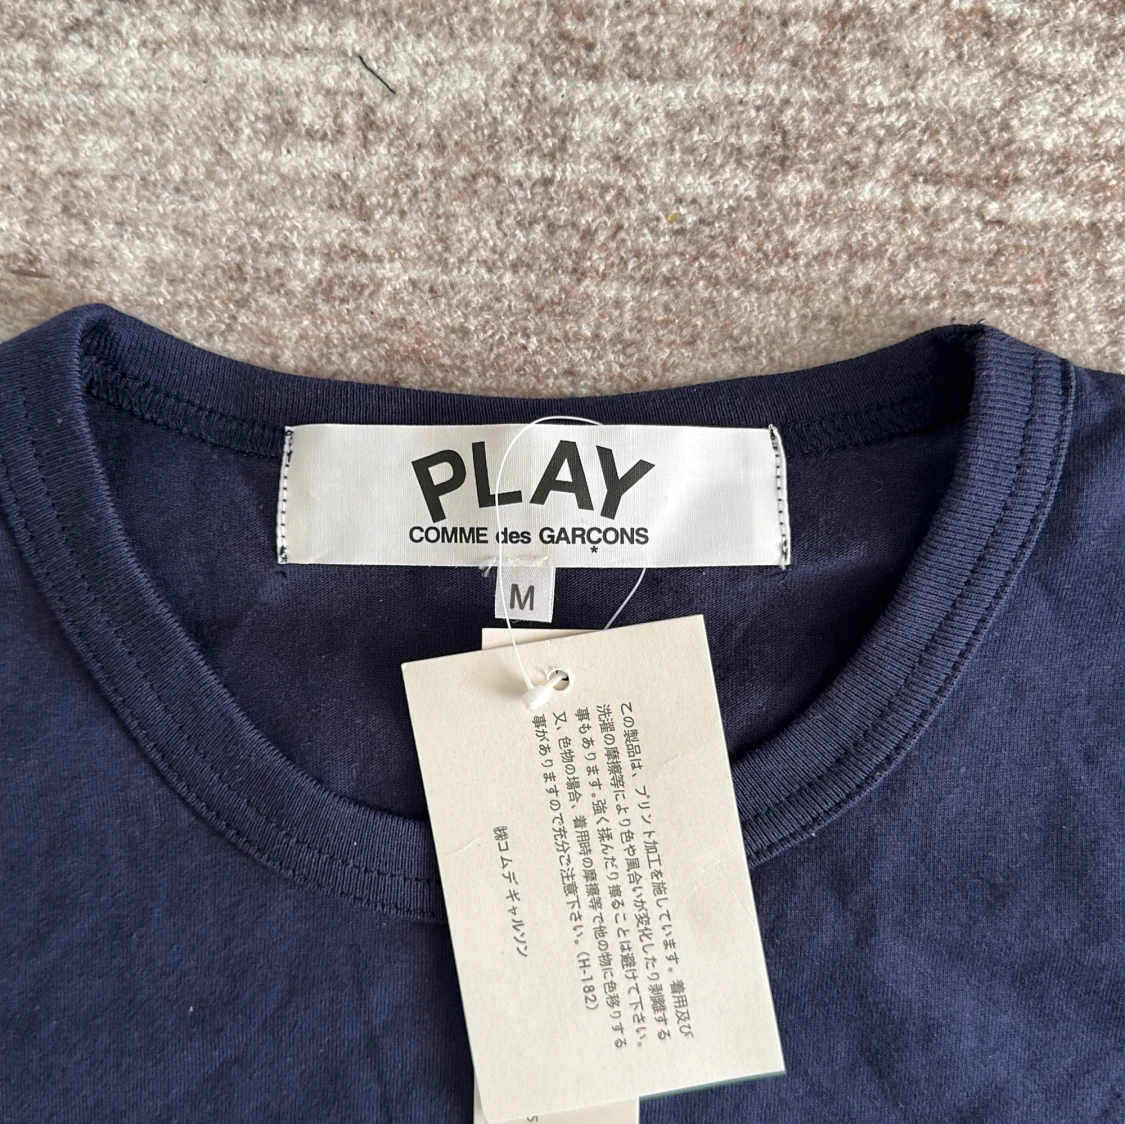 PLAY
COMME des GARÇONS
*
M
この製品は、プリント加工を施しています。着用及び
洗濯の摩擦等により色や風合いが変化したり剥離する
事もあります。強く揉んだり擦ることは避けて下さい。
又、色物の場合、着用時の摩擦等で他の物に色移りする
事がありますので充分ご注意下さい。（H-182）
㈱コムデギャルソン
5